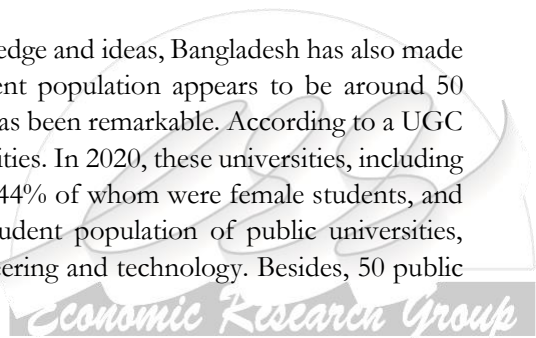 edge and ideas, Bangladesh has also made
ent population appears to be around 50
as been remarkable. According to a UGC
ities. In 2020, these universities, including
44% of whom were female students, and
udent population of public universities,
eering and technology. Besides, 50 public
Economic Research Group